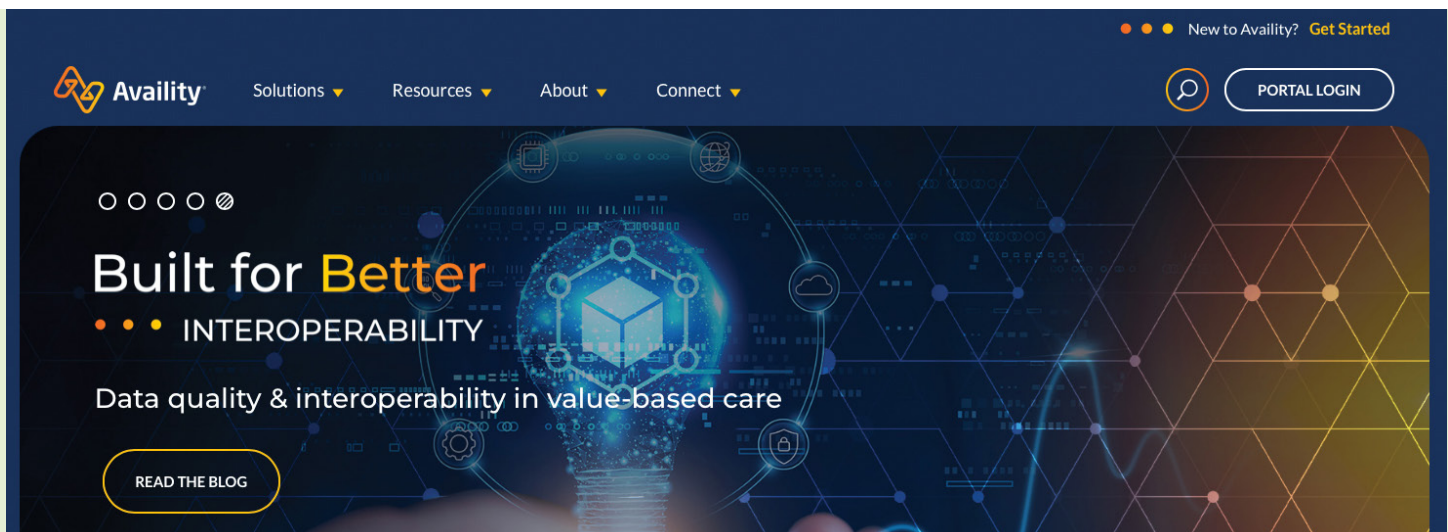 New to Availity? Get Started
Availity
Solutions
Resources
About
Connect
PORTAL LOGIN
Built for Better
INTEROPERABILITY
Data quality & interoperability in value-based care
READ THE BLOG